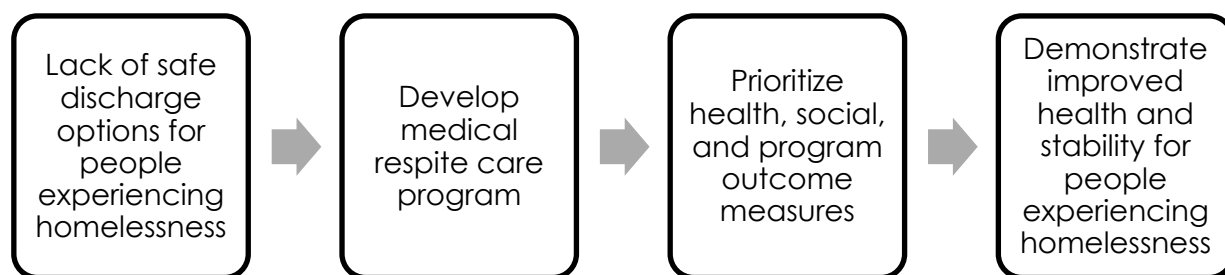 Lack of safe
discharge
options for
people
experiencing
homelessness
Develop
medical
respite care
program
Prioritize
health, social,
and program
outcome
measures
Demonstrate
improved
health and
stability for
people
experiencing
homelessness